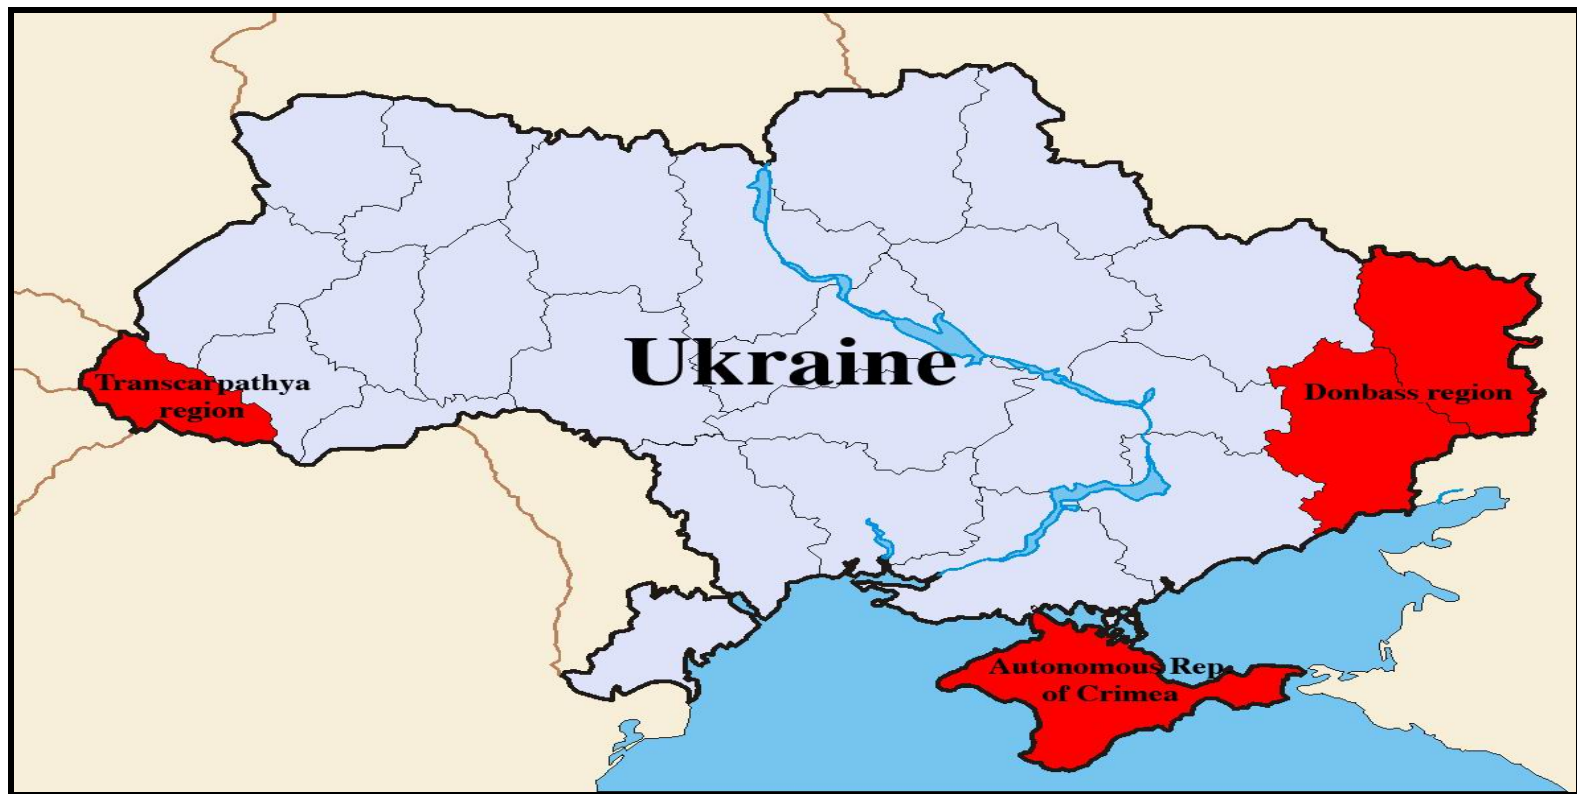 Ukraine
Transcarpathya
region
Donbass region
Autonomous Rep.
of Crimea